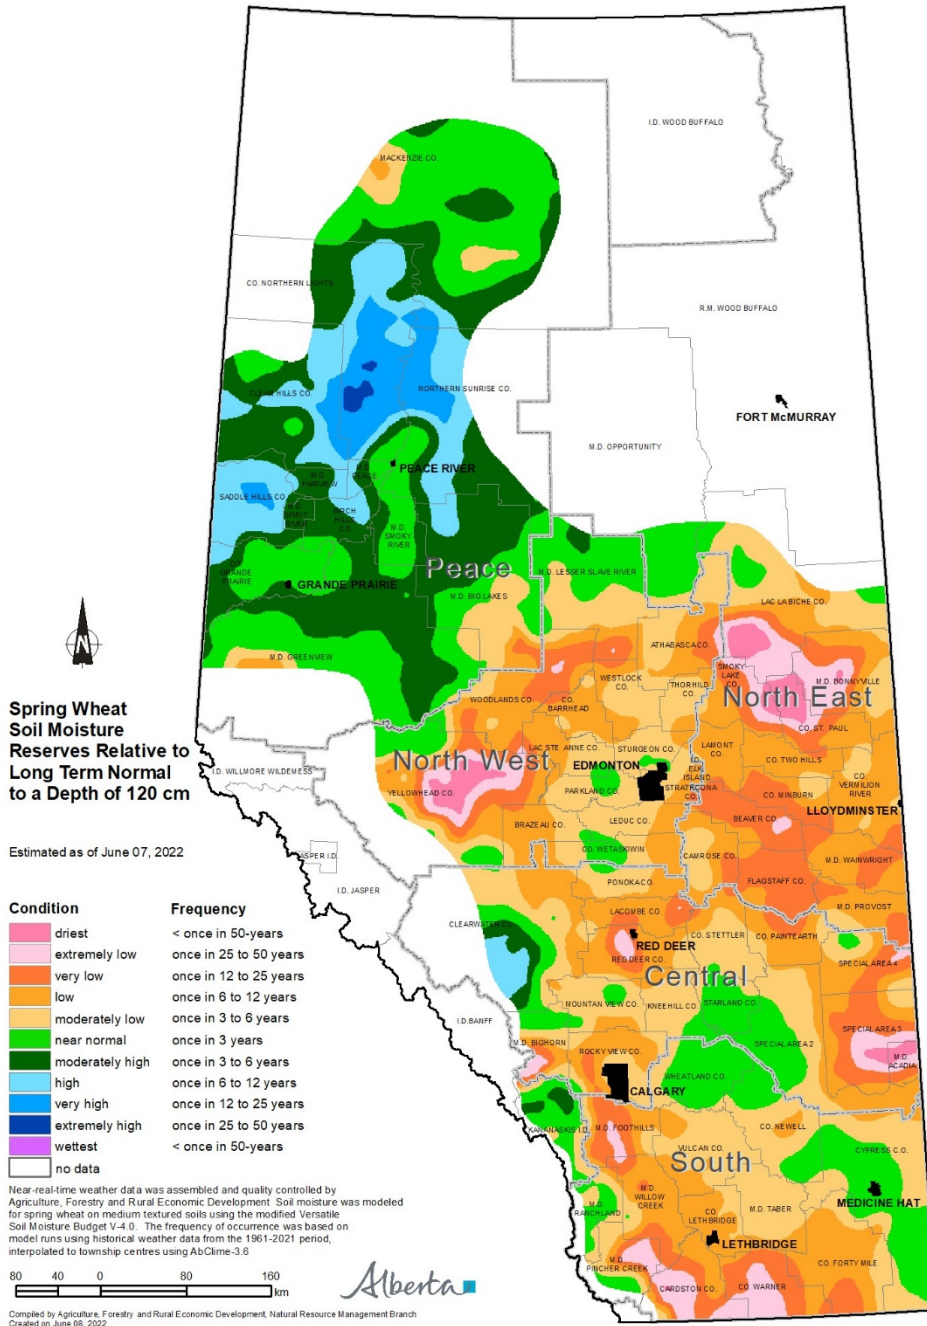 I.D. WOOD BUFFALO
MACKENZIE CO.
CO. NORTHERN LIGHTS
R.M. WOOD BUFFALO
CLEAR HILLS CO.
NORTHERN SUNRISE CO.
FORT McMURRAY
M.D. OPPORTUNITY
M.D.
PEACE
PEACE RIVER
M.D.
FAIRVIEW
SADDLE HILLS CO.
M.D.
SPIRIT
RIVER
BIRCH
HILLS
CO.
M.D.
SMOKY
RIVER
CO.
GRANDE
PRAIRIE
GRANDE PRAIRIE
Peace
M.D. LESSER SLAVE RIVER
M.D. BIG LAKES
LAC LA BICHE CO.
N
M.D. GREENVIEW
ATHABASCA CO.
WESTLOCK
CO.
THORHILD
CO.
SMOKY
LAKE
CO.
M.D. BONNYVILLE
North East
WOODLANDS CO.
CO.
BARRHEAD
CO. ST. PAUL
Spring Wheat
Soil Moisture
Reserves Relative to
Long Term Normal
to a Depth of 120 cm
North West
LAC STE ANNE CO.
STURGEON CO.
LAMONT
CO.
I.D. WILLMORE WILDERNESS
EDMONTON
I.D.
ELK
ISLAND
CO. TWO HILLS
YELLOWHEAD CO.
PARKLAND CO.
STRATHCONA
CO.
CO. MINBURN
CO.
VERMILION
RIVER
LLOYDMINSTER
BRAZEAU CO.
LEDUC CO.
BEAVER CO.
Estimated as of June 07, 2022
CO. WETASKIWIN
CAMROSE CO.
M.D. WAINWRIGHT
JASPER I.D.
I.D. JASPER
PONOKA CO.
FLAGSTAFF CO.
M.D. PROVOST
CLEARWATER CO.
LACOMBE CO.
RED DEER
RED DEER CO.
CO. STETTLER
CO. PAINTEARTH
SPECIAL AREA 4
Central
MOUNTAIN VIEW CO.
KNEEHILL CO.
STARLAND CO.
I.D. BANFF
SPECIAL AREA 3
M.D. BIGHORN
ROCKY VIEW CO.
SPECIAL AREA 2
M.D.
ACADIA
WHEATLAND CO.
CALGARY
KANANASKIS I.D.
M.D. FOOTHILLS
CO. NEWELL
VULCAN CO.
South
CYPRESS C.O.
M.D.
RANCHLAND
M.D.
WILLOW
CREEK
MEDICINE HAT
CO.
LETHBRIDGE
M.D. TABER
LETHBRIDGE
M.D.
PINCHER CREEK
CO. FORTY MILE
CARDSTON CO.
CO. WARNER
Condition Frequency
driest < once in 50-years
extremely low once in 25 to 50 years
very low once in 12 to 25 years
low once in 6 to 12 years
moderately low once in 3 to 6 years
near normal once in 3 years
moderately high once in 3 to 6 years
high once in 6 to 12 years
very high once in 12 to 25 years
extremely high once in 25 to 50 years
wettest < once in 50-years
no data
Near-real-time weather data was assembled and quality controlled by
Agriculture, Forestry and Rural Economic Development Soil moisture was modeled
for spring wheat on medium textured soils using the modified Versatile
Soil Moisture Budget V-4.0. The frequency of occurrence was based on
model runs using historical weather data from the 1961-2021 period,
interpolated to township centres using AbClime-3.6
80 40 0 80 160
km
Alberta
Compiled by Agriculture, Forestry and Rural Economic Development, Natural Resource Management Branch
Created on June 08, 2022